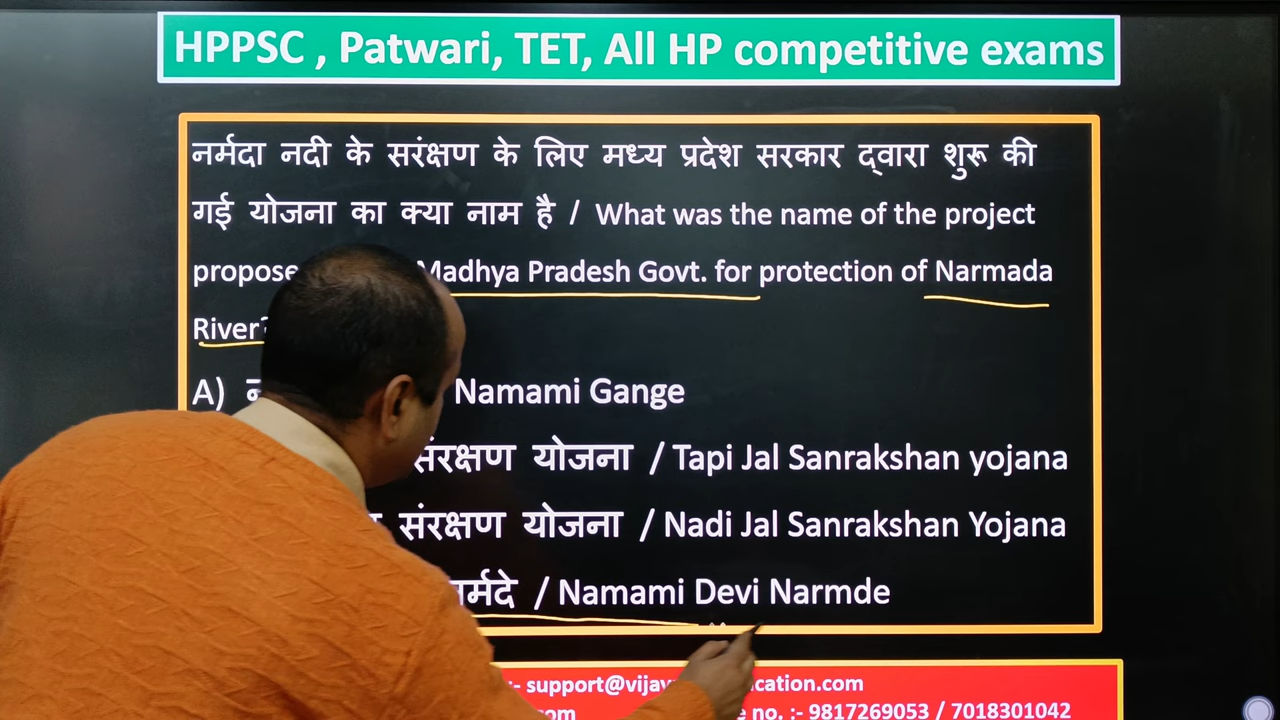 HPPSC , Patwari, TET, All HP competitive exams
नर्मदा नदी के सरंक्षण के लिए मध्य प्रदेश सरकार द्वारा शुरू की
गई योजना का क्या नाम है / What was the name of the project
propose Madhya Pradesh Govt. for protection of Narmada
River?
A) Namami Gange
संरक्षण योजना / Tapi Jal Sanrakshan yojana
संरक्षण योजना / Nadi Jal Sanrakshan Yojana
/ Namami Devi Narmde
:- support@vijay cation.com
no. :- 9817269053 / 7018301042